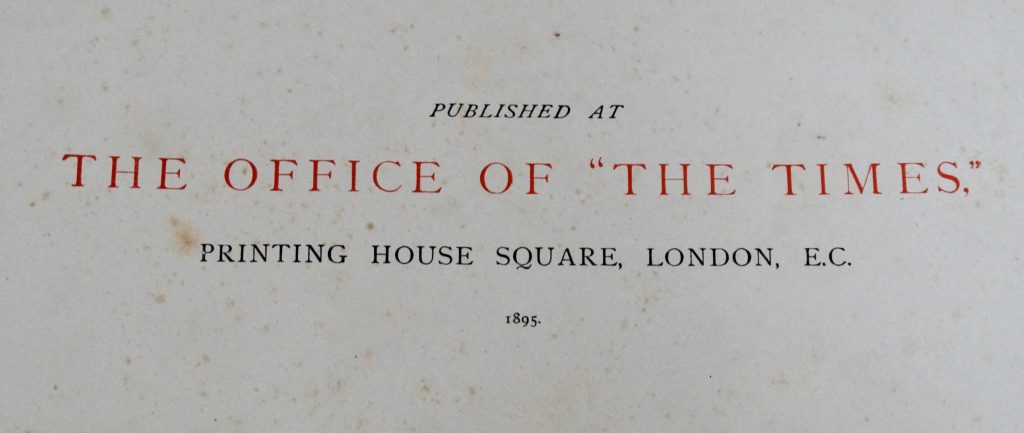 PUBLISHED AT
THE OFFICE OF “THE TIMES,”
PRINTING HOUSE SQUARE, LONDON, E.C.
1895.